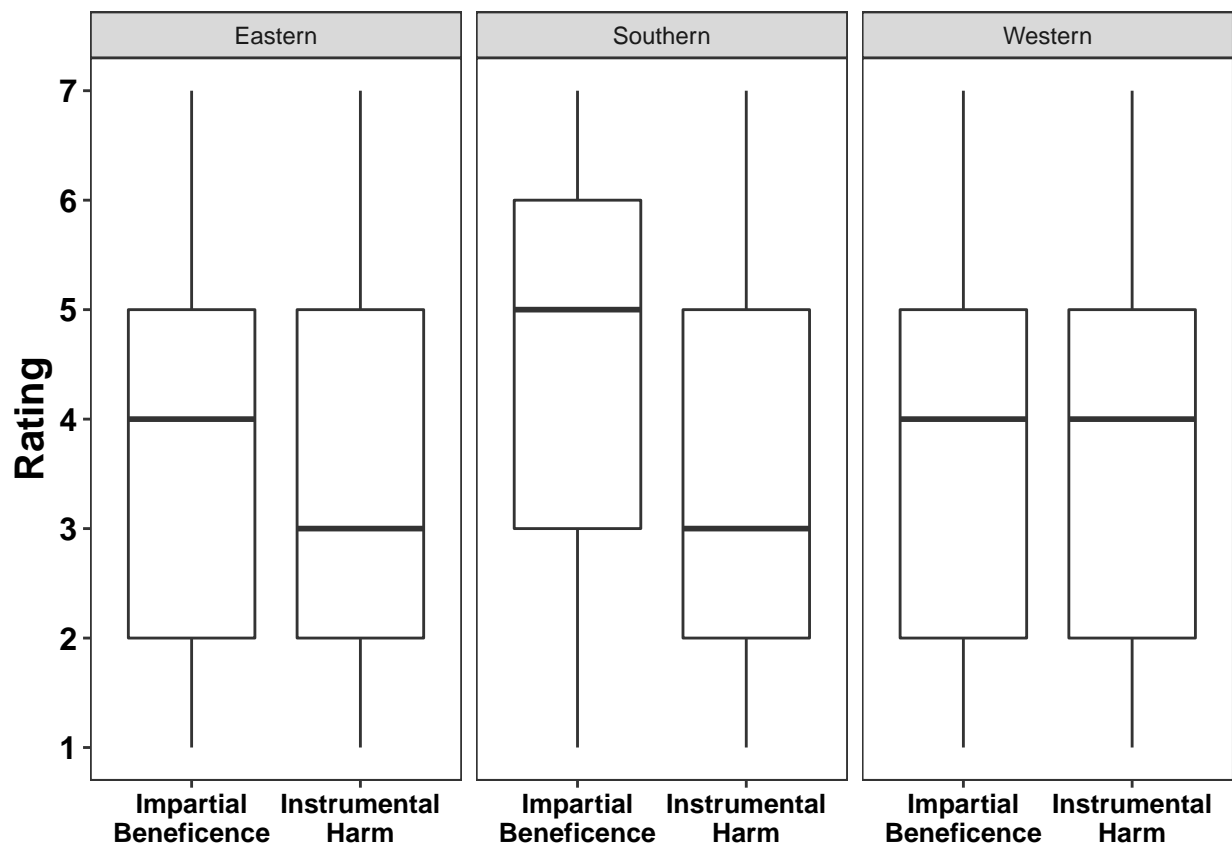 Eastern
Southern
Western
Rating
7
6
5
4
3
2
1
Impartial
Beneficence
Instrumental
Harm
Impartial
Beneficence
Instrumental
Harm
Impartial
Beneficence
Instrumental
Harm